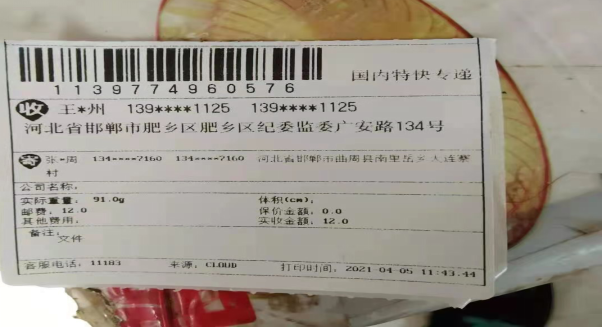 国内特快专递
1139774960576
收 王*州 139****1125 139****1125
河北省邯郸市肥乡区肥乡区纪委监委广安路134号
寄 张*周 134****7160 134****7160 河北省邯郸市曲周县南里岳乡大连寨
村
公司名称:
实际重量: 91.0g 体积(cm):
邮费: 12.0 保价金额: 0.0
其他费用: 实收金额: 12.0
备注:
文件
客服电话: 11183 来源: CLOUD 打印时间: 2021-04-05 11:43:44